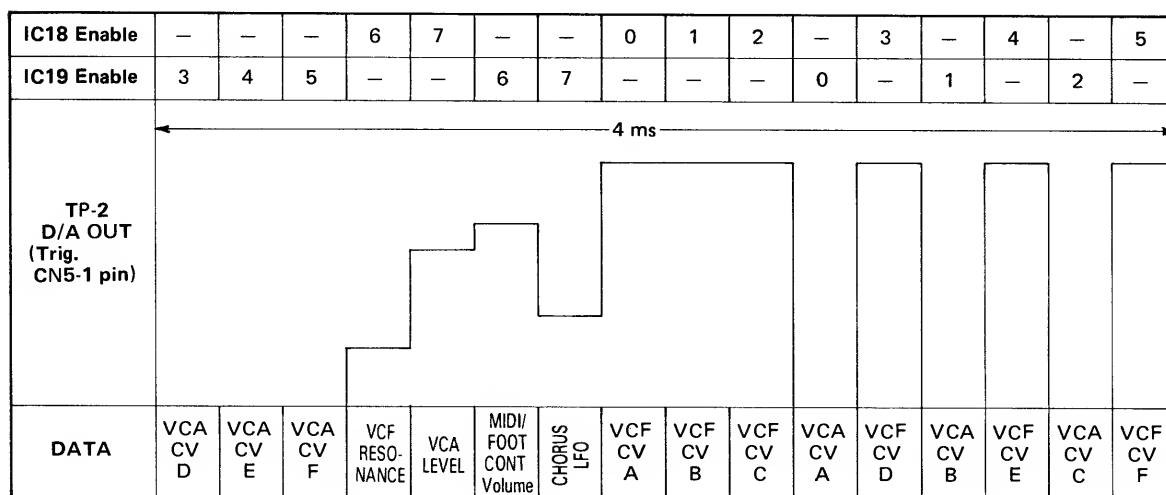 IC18 Enable — — — 6 7 — — 0 1 2 — 3 — 4 — 5
IC19 Enable 3 4 5 — — 6 7 — — — 0 — 1 — 2 —
4 ms
TP-2
D/A OUT
(Trig.
CN5-1 pin)
DATA
VCA
CV
D
VCA
CV
E
VCA
CV
F
VCF
RESO-
NANCE
VCA
LEVEL
MIDI/
FOOT
CONT
Volume
CHORUS
LFO
VCF
CV
A
VCF
CV
B
VCF
CV
C
VCA
CV
A
VCF
CV
D
VCA
CV
B
VCF
CV
E
VCA
CV
C
VCF
CV
F